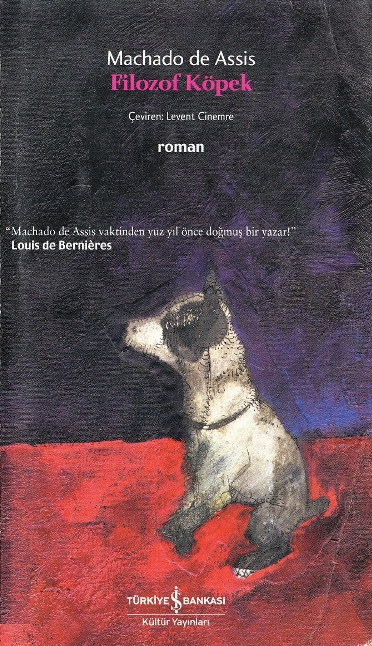 Machado de Assis
Filozof Köpek
Çeviren: Levent Cinemre
roman
“Machado de Assis vaktinden yüz yıl önce doğmuş bir yazar!”
Louis de Bernières
TÜRKİYE İŞ BANKASI
Kültür Yayınları